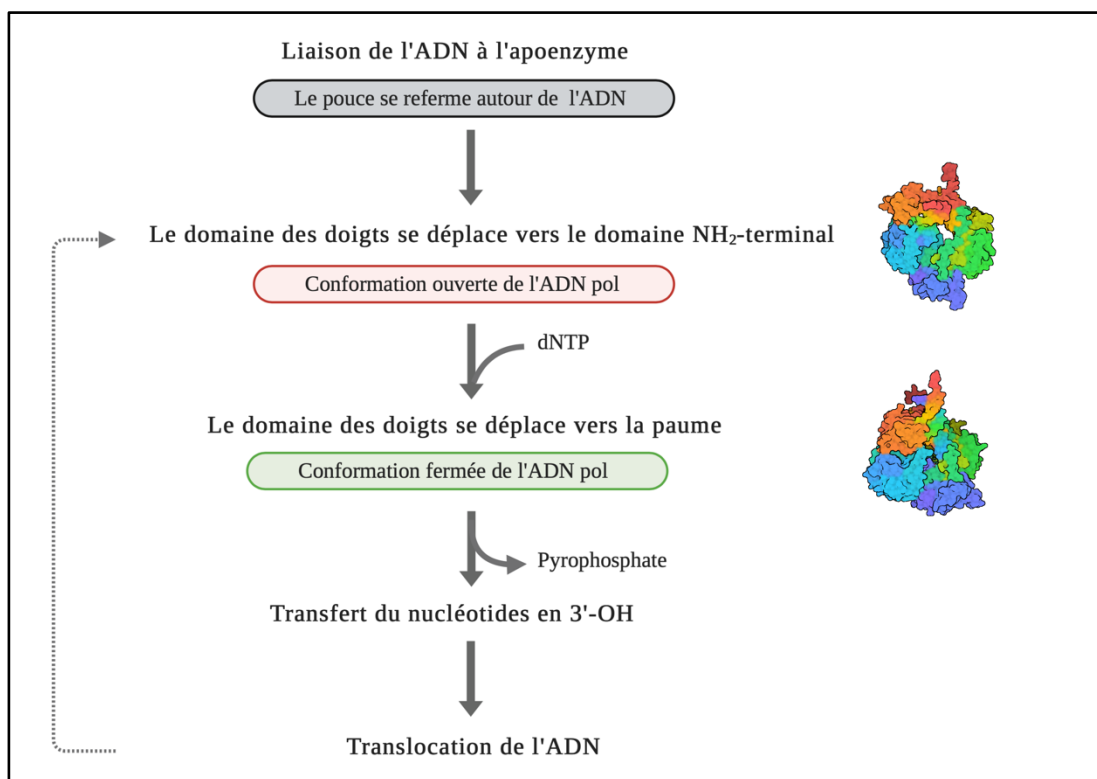 Liaison de l'ADN à l'apoenzyme
Le pouce se referme autour de l'ADN
Le domaine des doigts se déplace vers le domaine NH₂-terminal
Conformation ouverte de l'ADN pol
dNTP
Le domaine des doigts se déplace vers la paume
Conformation fermée de l'ADN pol
Pyrophosphate
Transfert du nucléotides en 3'-OH
Translocation de l'ADN